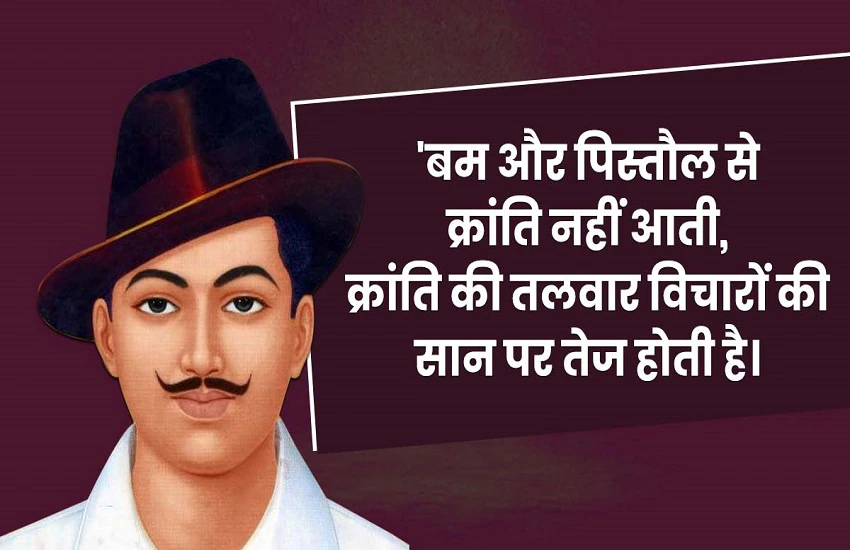 'बम और पिस्तौल से
क्रांति नहीं आती,
क्रांति की तलवार विचारों की
सान पर तेज होती है।